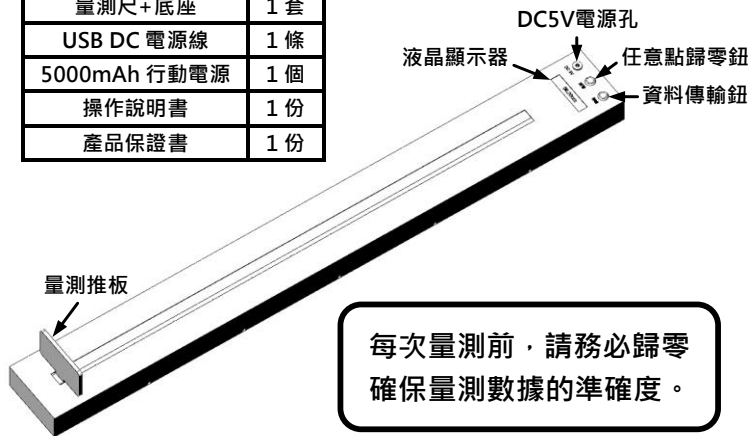 量測尺+底座 1 套
USB DC 電源線 1 條
5000mAh 行動電源 1 個
操作說明書 1 份
產品保證書 1 份
DC5V電源孔
液晶顯示器
任意點歸零鈕
資料傳輸鈕
量測推板
每次量測前，請務必歸零
確保量測數據的準確度。